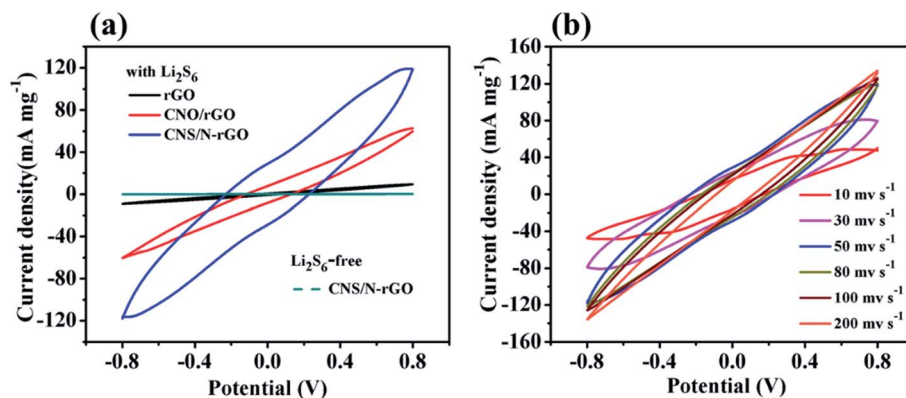 (a)
Current density(mA mg⁻¹)
120
80
40
0
-40
-80
-120
with Li₂S₆
rGO
CNO/rGO
CNS/N-rGO
Li₂S₆-free
CNS/N-rGO
-0.8 -0.4 0.0 0.4 0.8
Potential (V)
(b)
Current density (mA mg⁻¹)
160
120
80
40
0
-40
-80
-120
-160
10 mv s⁻¹
30 mv s⁻¹
50 mv s⁻¹
80 mv s⁻¹
100 mv s⁻¹
200 mv s⁻¹
-0.8 -0.4 0.0 0.4 0.8
Potential (V)